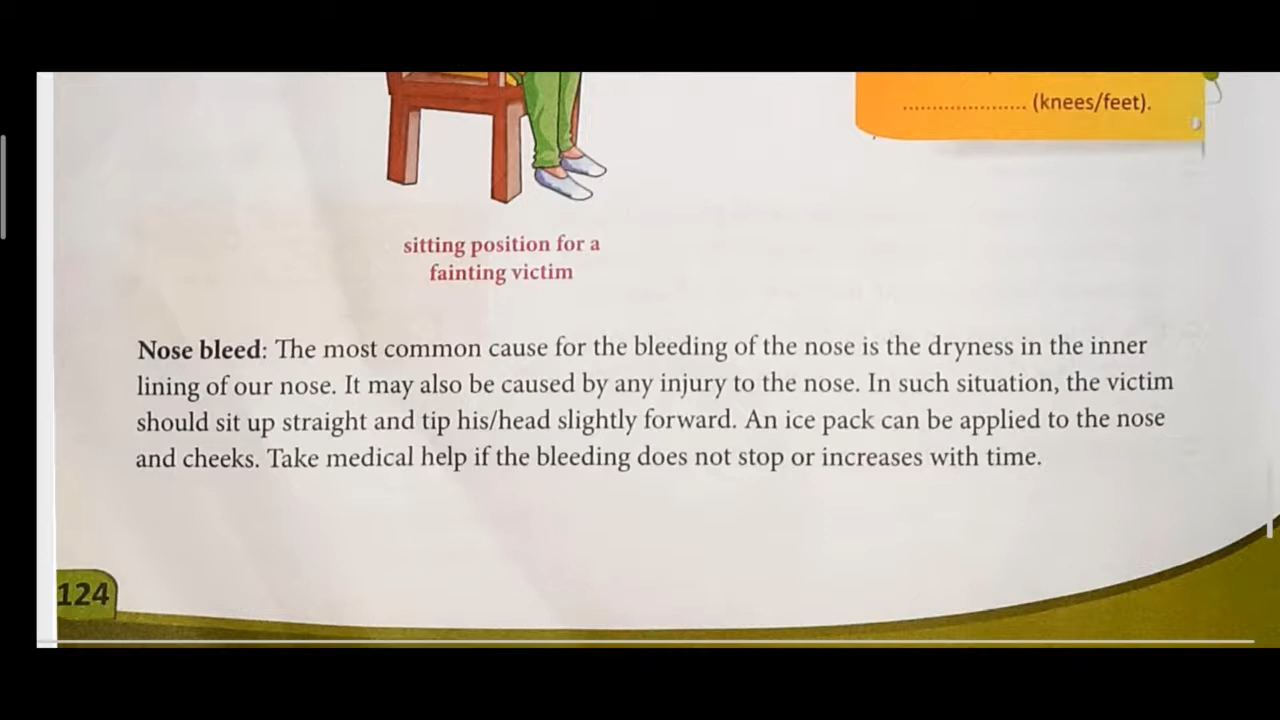 .................... (knees/feet).
sitting position for a
fainting victim
Nose bleed: The most common cause for the bleeding of the nose is the dryness in the inner
lining of our nose. It may also be caused by any injury to the nose. In such situation, the victim
should sit up straight and tip his/head slightly forward. An ice pack can be applied to the nose
and cheeks. Take medical help if the bleeding does not stop or increases with time.
124